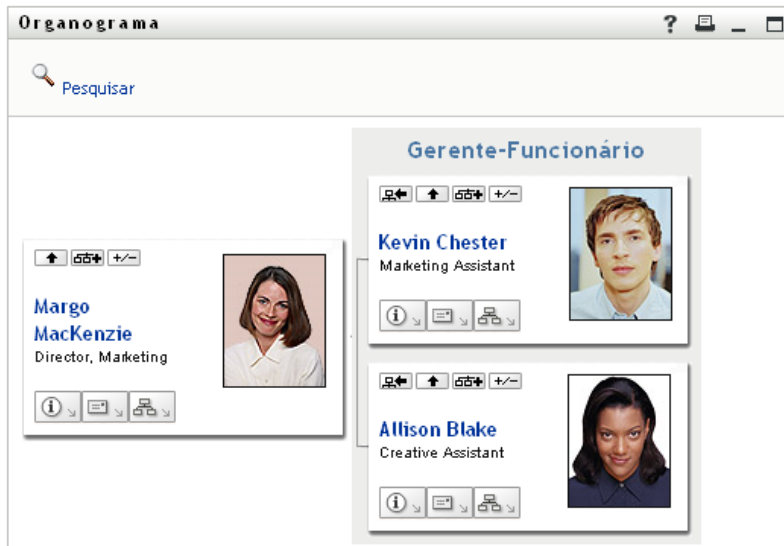 Organograma
Pesquisar
Gerente-Funcionário
Kevin Chester
Marketing Assistant
Margo
MacKenzie
Director, Marketing
Allison Blake
Creative Assistant